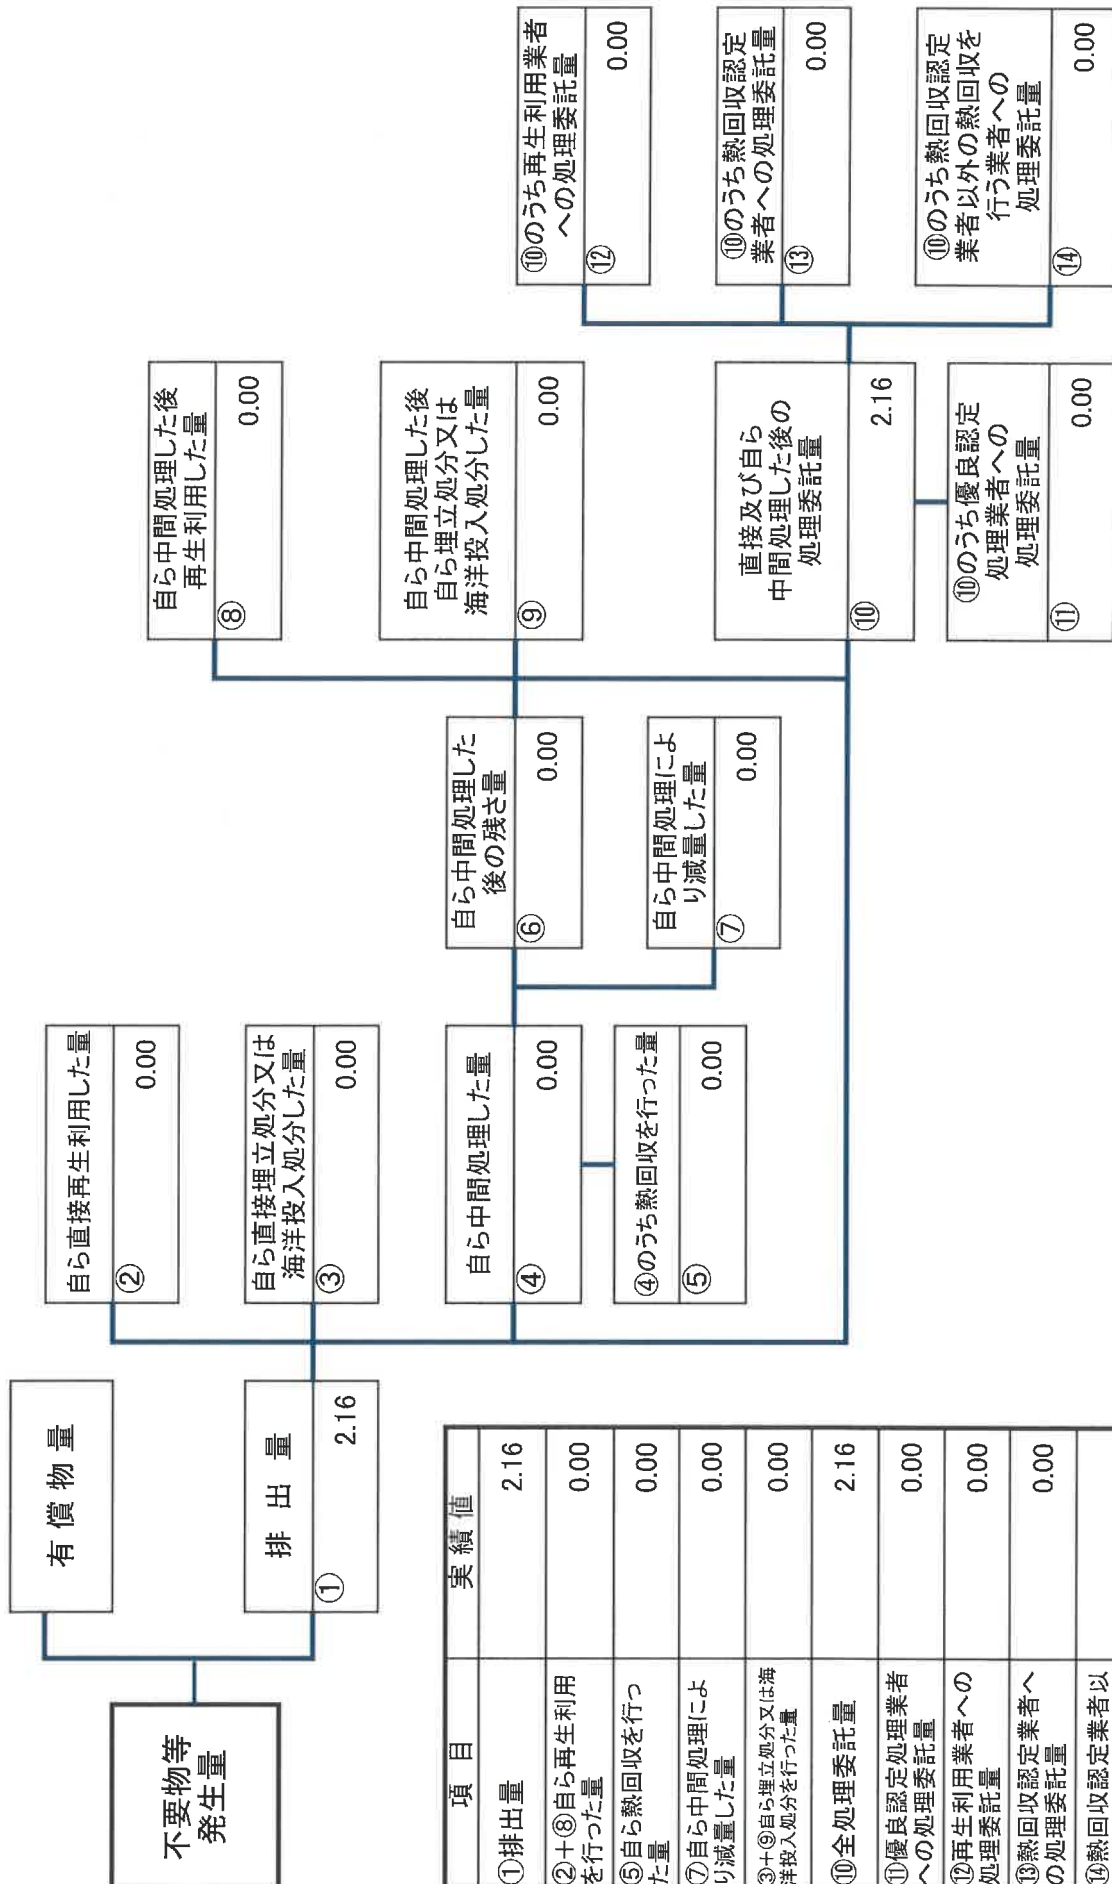 不要物等
発生量
有 償 物 量
排 出 量
①
2.16
自ら直接再生利用した量
②
0.00
自ら直接埋立処分又は
海洋投入処分した量
③
0.00
自ら中間処理した量
④
0.00
④のうち熱回収を行った量
⑤
0.00
自ら中間処理した
後の残さ量
⑥
0.00
自ら中間処理によ
り減量した量
⑦
0.00
自ら中間処理した後
再生利用した量
⑧
0.00
自ら中間処理した後
自ら埋立処分又は
海洋投入処分した量
⑨
0.00
直接及び自ら
中間処理した後の
処理委託量
⑩
2.16
⑩のうち優良認定
処理業者への
処理委託量
⑪
0.00
⑩のうち再生利用業者
への処理委託量
⑫
0.00
⑩のうち熱回収認定
業者への処理委託量
⑬
0.00
⑩のうち熱回収認定
業者以外の熱回収を
行う業者への
処理委託量
⑭
0.00
項 目
実 績 値
①排出量
2.16
②+⑧自ら再生利用
を行った量
0.00
⑤自ら熱回収を行っ
た量
0.00
⑦自ら中間処理によ
り減量した量
0.00
③+⑨自ら埋立処分又は海
洋投入処分を行った量
0.00
⑩全処理委託量
2.16
⑪優良認定処理業者
への処理委託量
0.00
⑫再生利用業者への
処理委託量
0.00
⑬熱回収認定業者へ
の処理委託量
0.00
⑭熱回収認定業者以